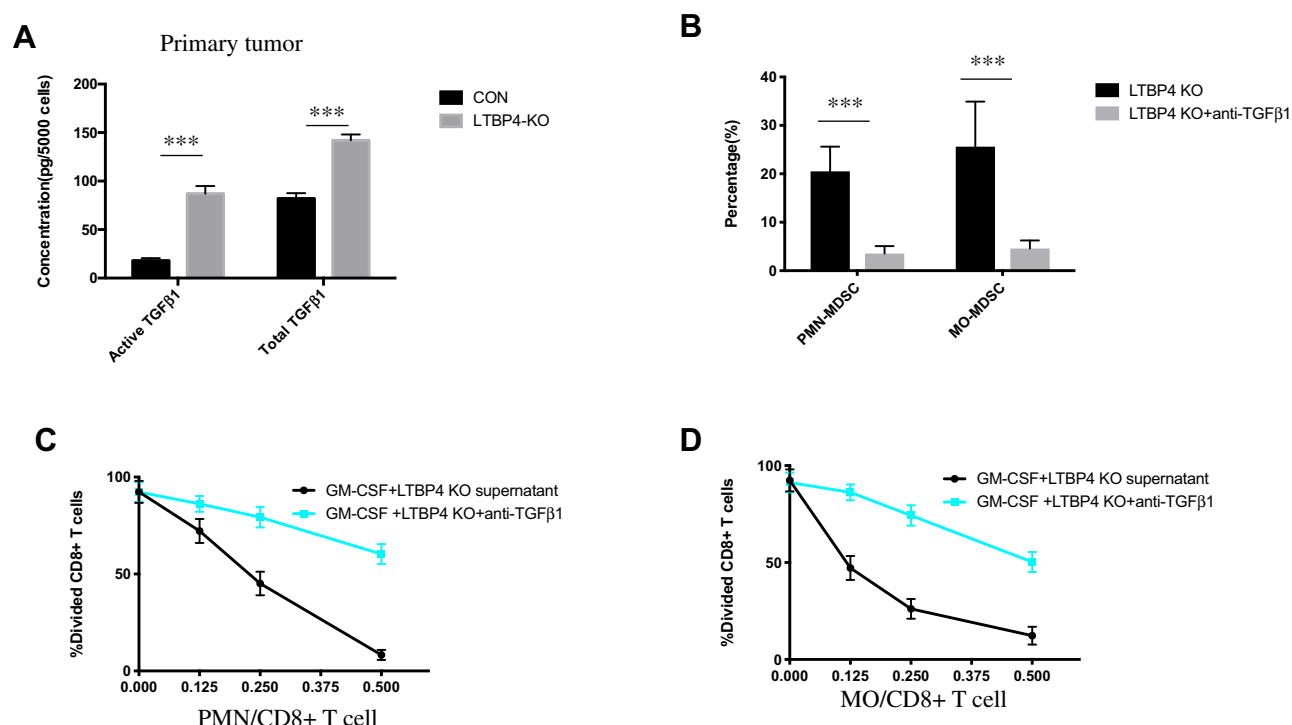 A
Primary tumor
Concentration(pg/5000 cells)
200
150
100
50
0
***
***
CON
LTBP4-KO
Active TGFβ1
Total TGFβ1
B
Percentage(%)
40
30
20
10
0
***
***
LTBP4 KO
LTBP4 KO+anti-TGFβ1
PMN-MDSC
MO-MDSC
C
%Divided CD8+ T cells
100
50
0
GM-CSF+LTBP4 KO supernatant
GM-CSF +LTBP4 KO+anti-TGFβ1
0.000 0.125 0.250 0.375 0.500
PMN/CD8+ T cell
D
%Divided CD8+ T cells
100
50
0
GM-CSF+LTBP4 KO supernatant
GM-CSF +LTBP4 KO+anti-TGFβ1
0.000 0.125 0.250 0.375 0.500
MO/CD8+ T cell